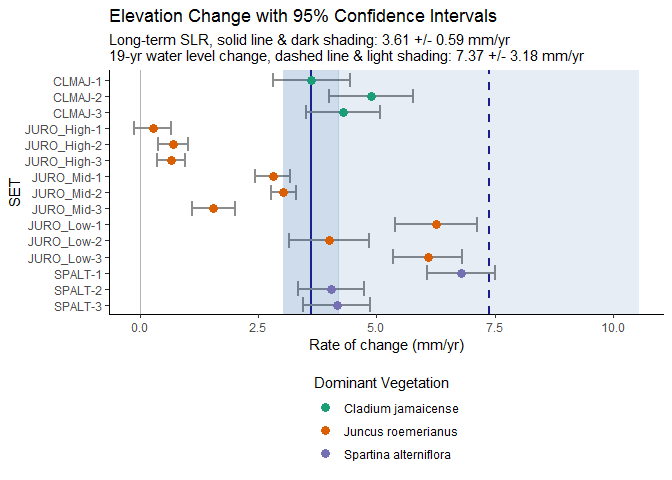 Elevation Change with 95% Confidence Intervals
Long-term SLR, solid line & dark shading: 3.61 +/- 0.59 mm/yr
19-yr water level change, dashed line & light shading: 7.37 +/- 3.18 mm/yr
SET
CLMAJ-1
CLMAJ-2
CLMAJ-3
JURO_High-1
JURO_High-2
JURO_High-3
JURO_Mid-1
JURO_Mid-2
JURO_Mid-3
JURO_Low-1
JURO_Low-2
JURO_Low-3
SPALT-1
SPALT-2
SPALT-3
0.0 2.5 5.0 7.5 10.0
Rate of change (mm/yr)
Dominant Vegetation
Cladium jamaicense
Juncus roemerianus
Spartina alterniflora